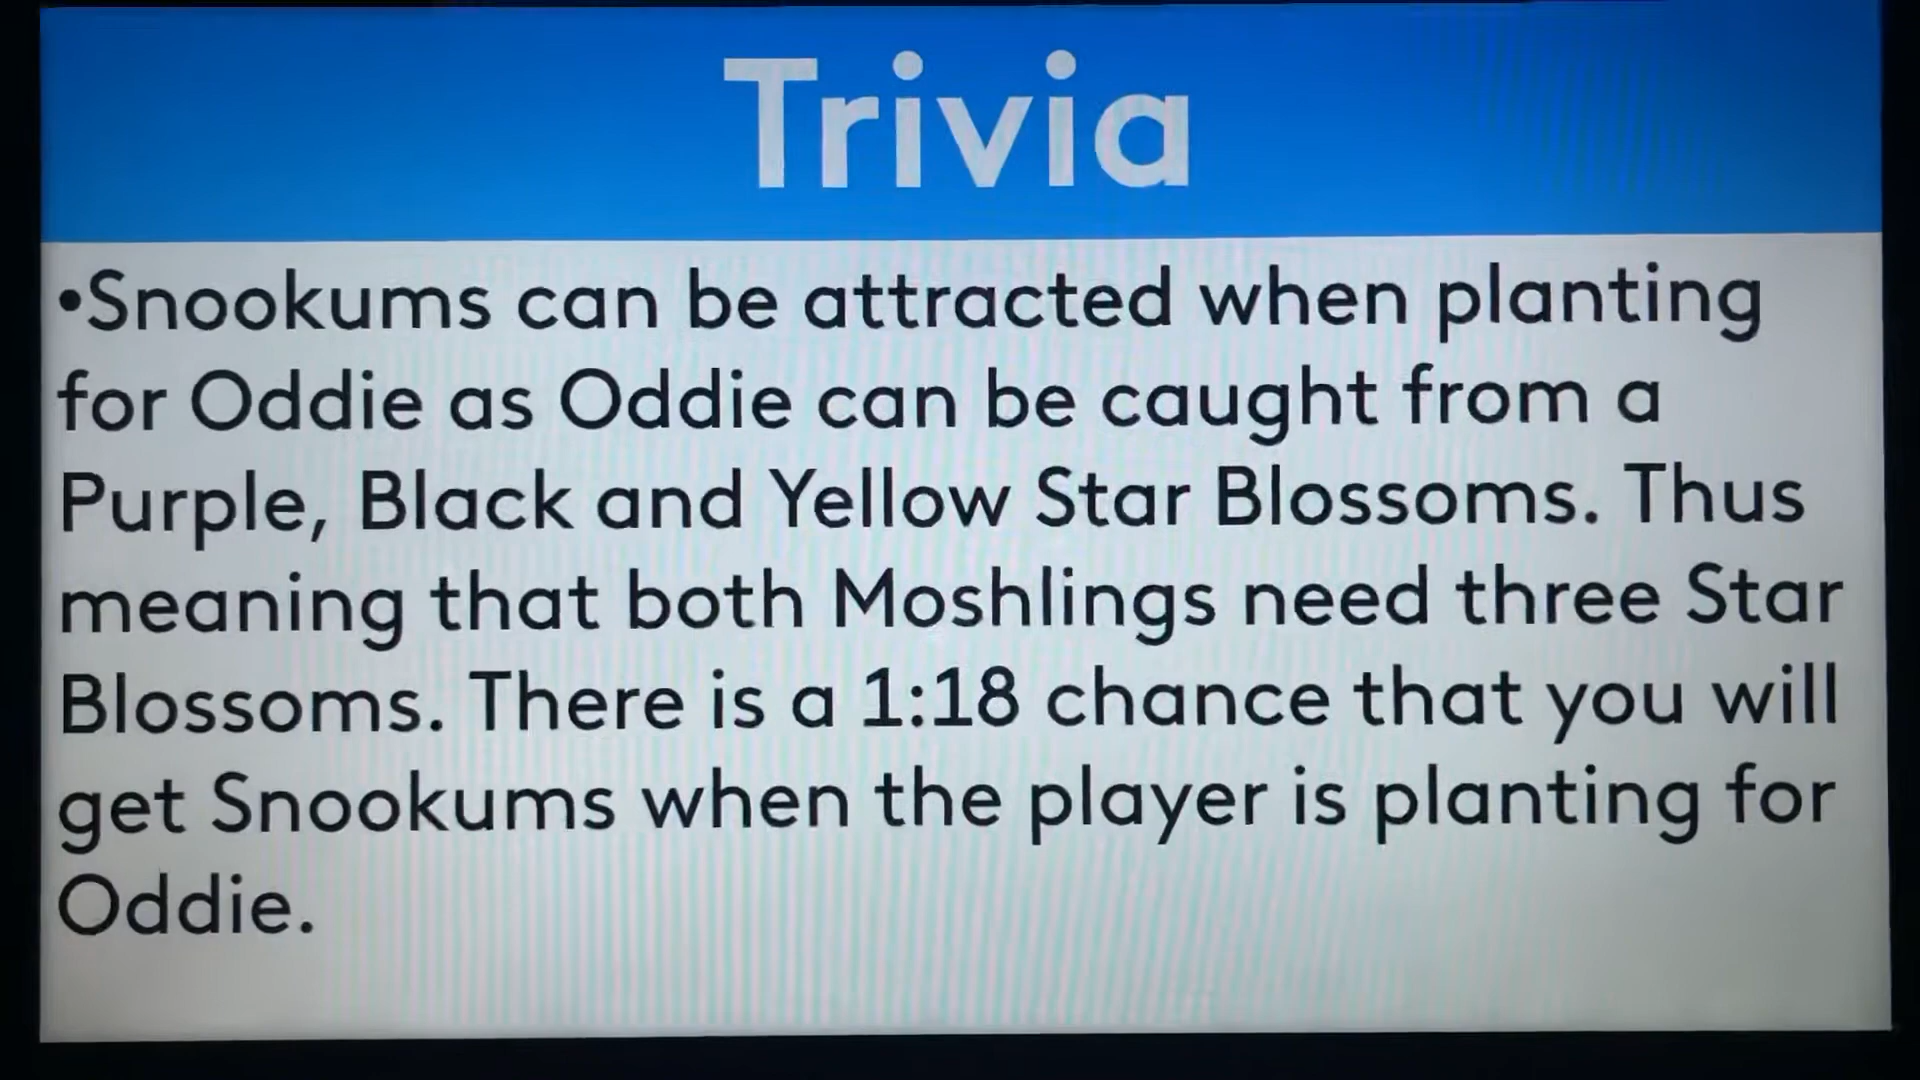 Trivia
•Snookums can be attracted when planting
for Oddie as Oddie can be caught from a
Purple, Black and Yellow Star Blossoms. Thus
meaning that both Moshlings need three Star
Blossoms. There is a 1:18 chance that you will
get Snookums when the player is planting for
Oddie.